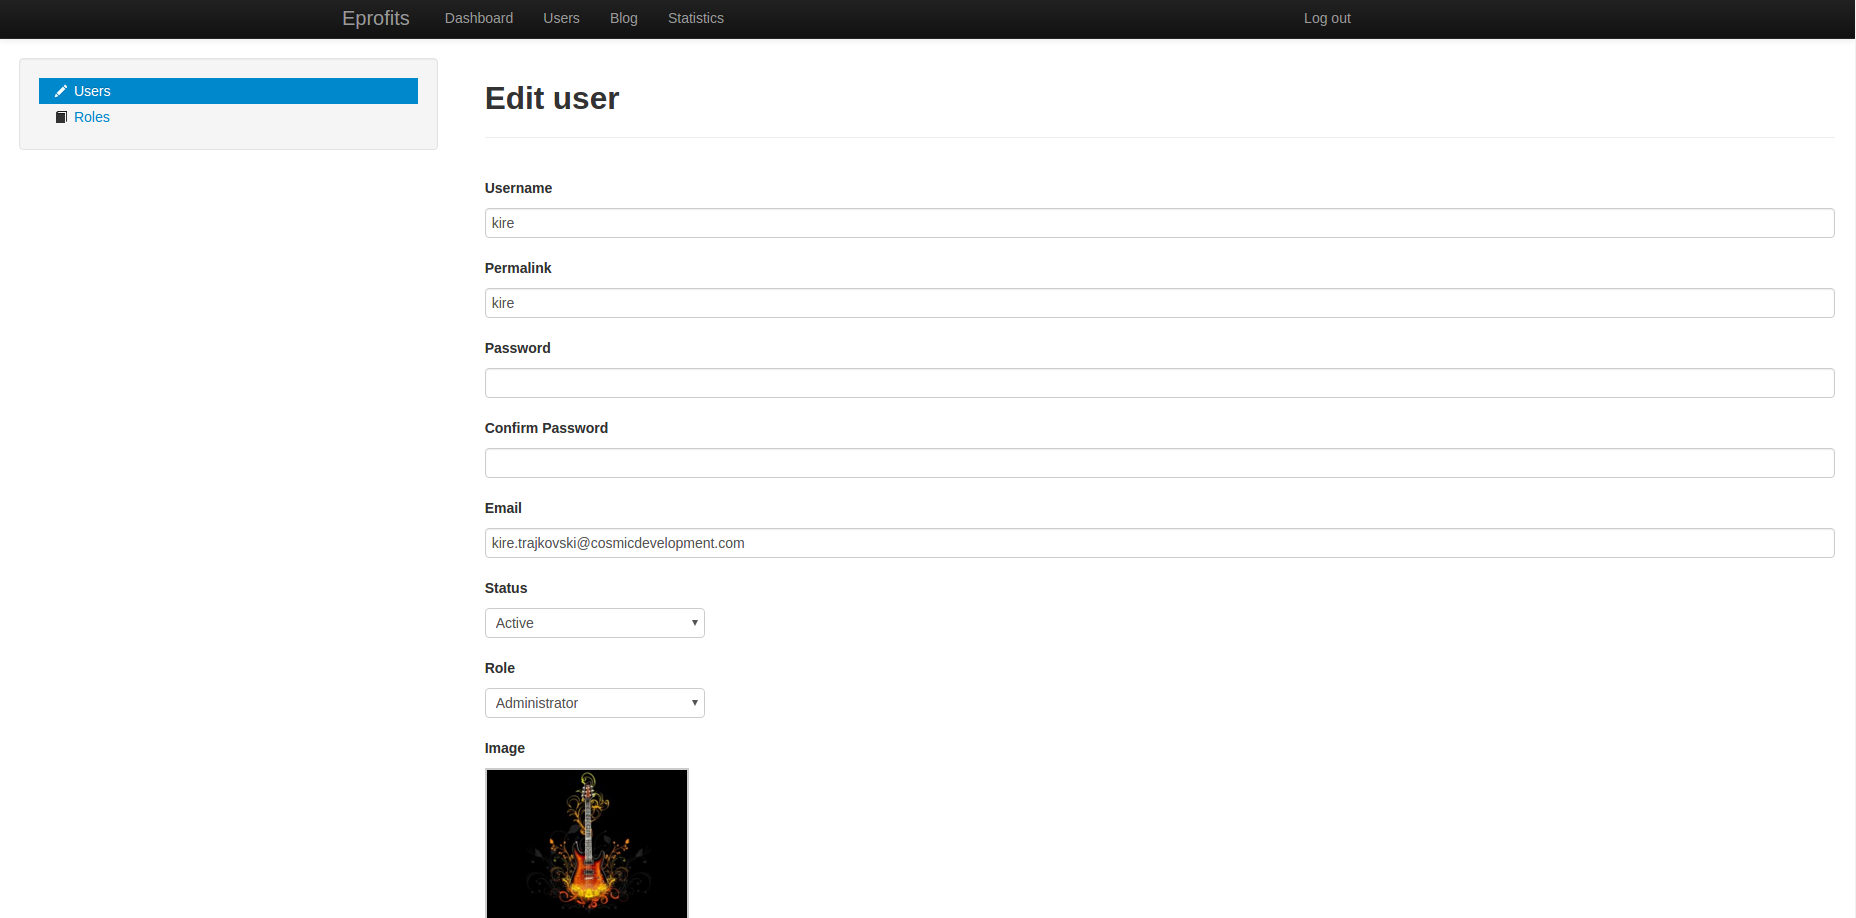 Eprofits Dashboard Users Blog Statistics Log out
Users
Roles
Edit user
Username
kire
Permalink
kire
Password
Confirm Password
Email
kire.trajkovski@cosmicdevelopment.com
Status
Active
Role
Administrator
Image